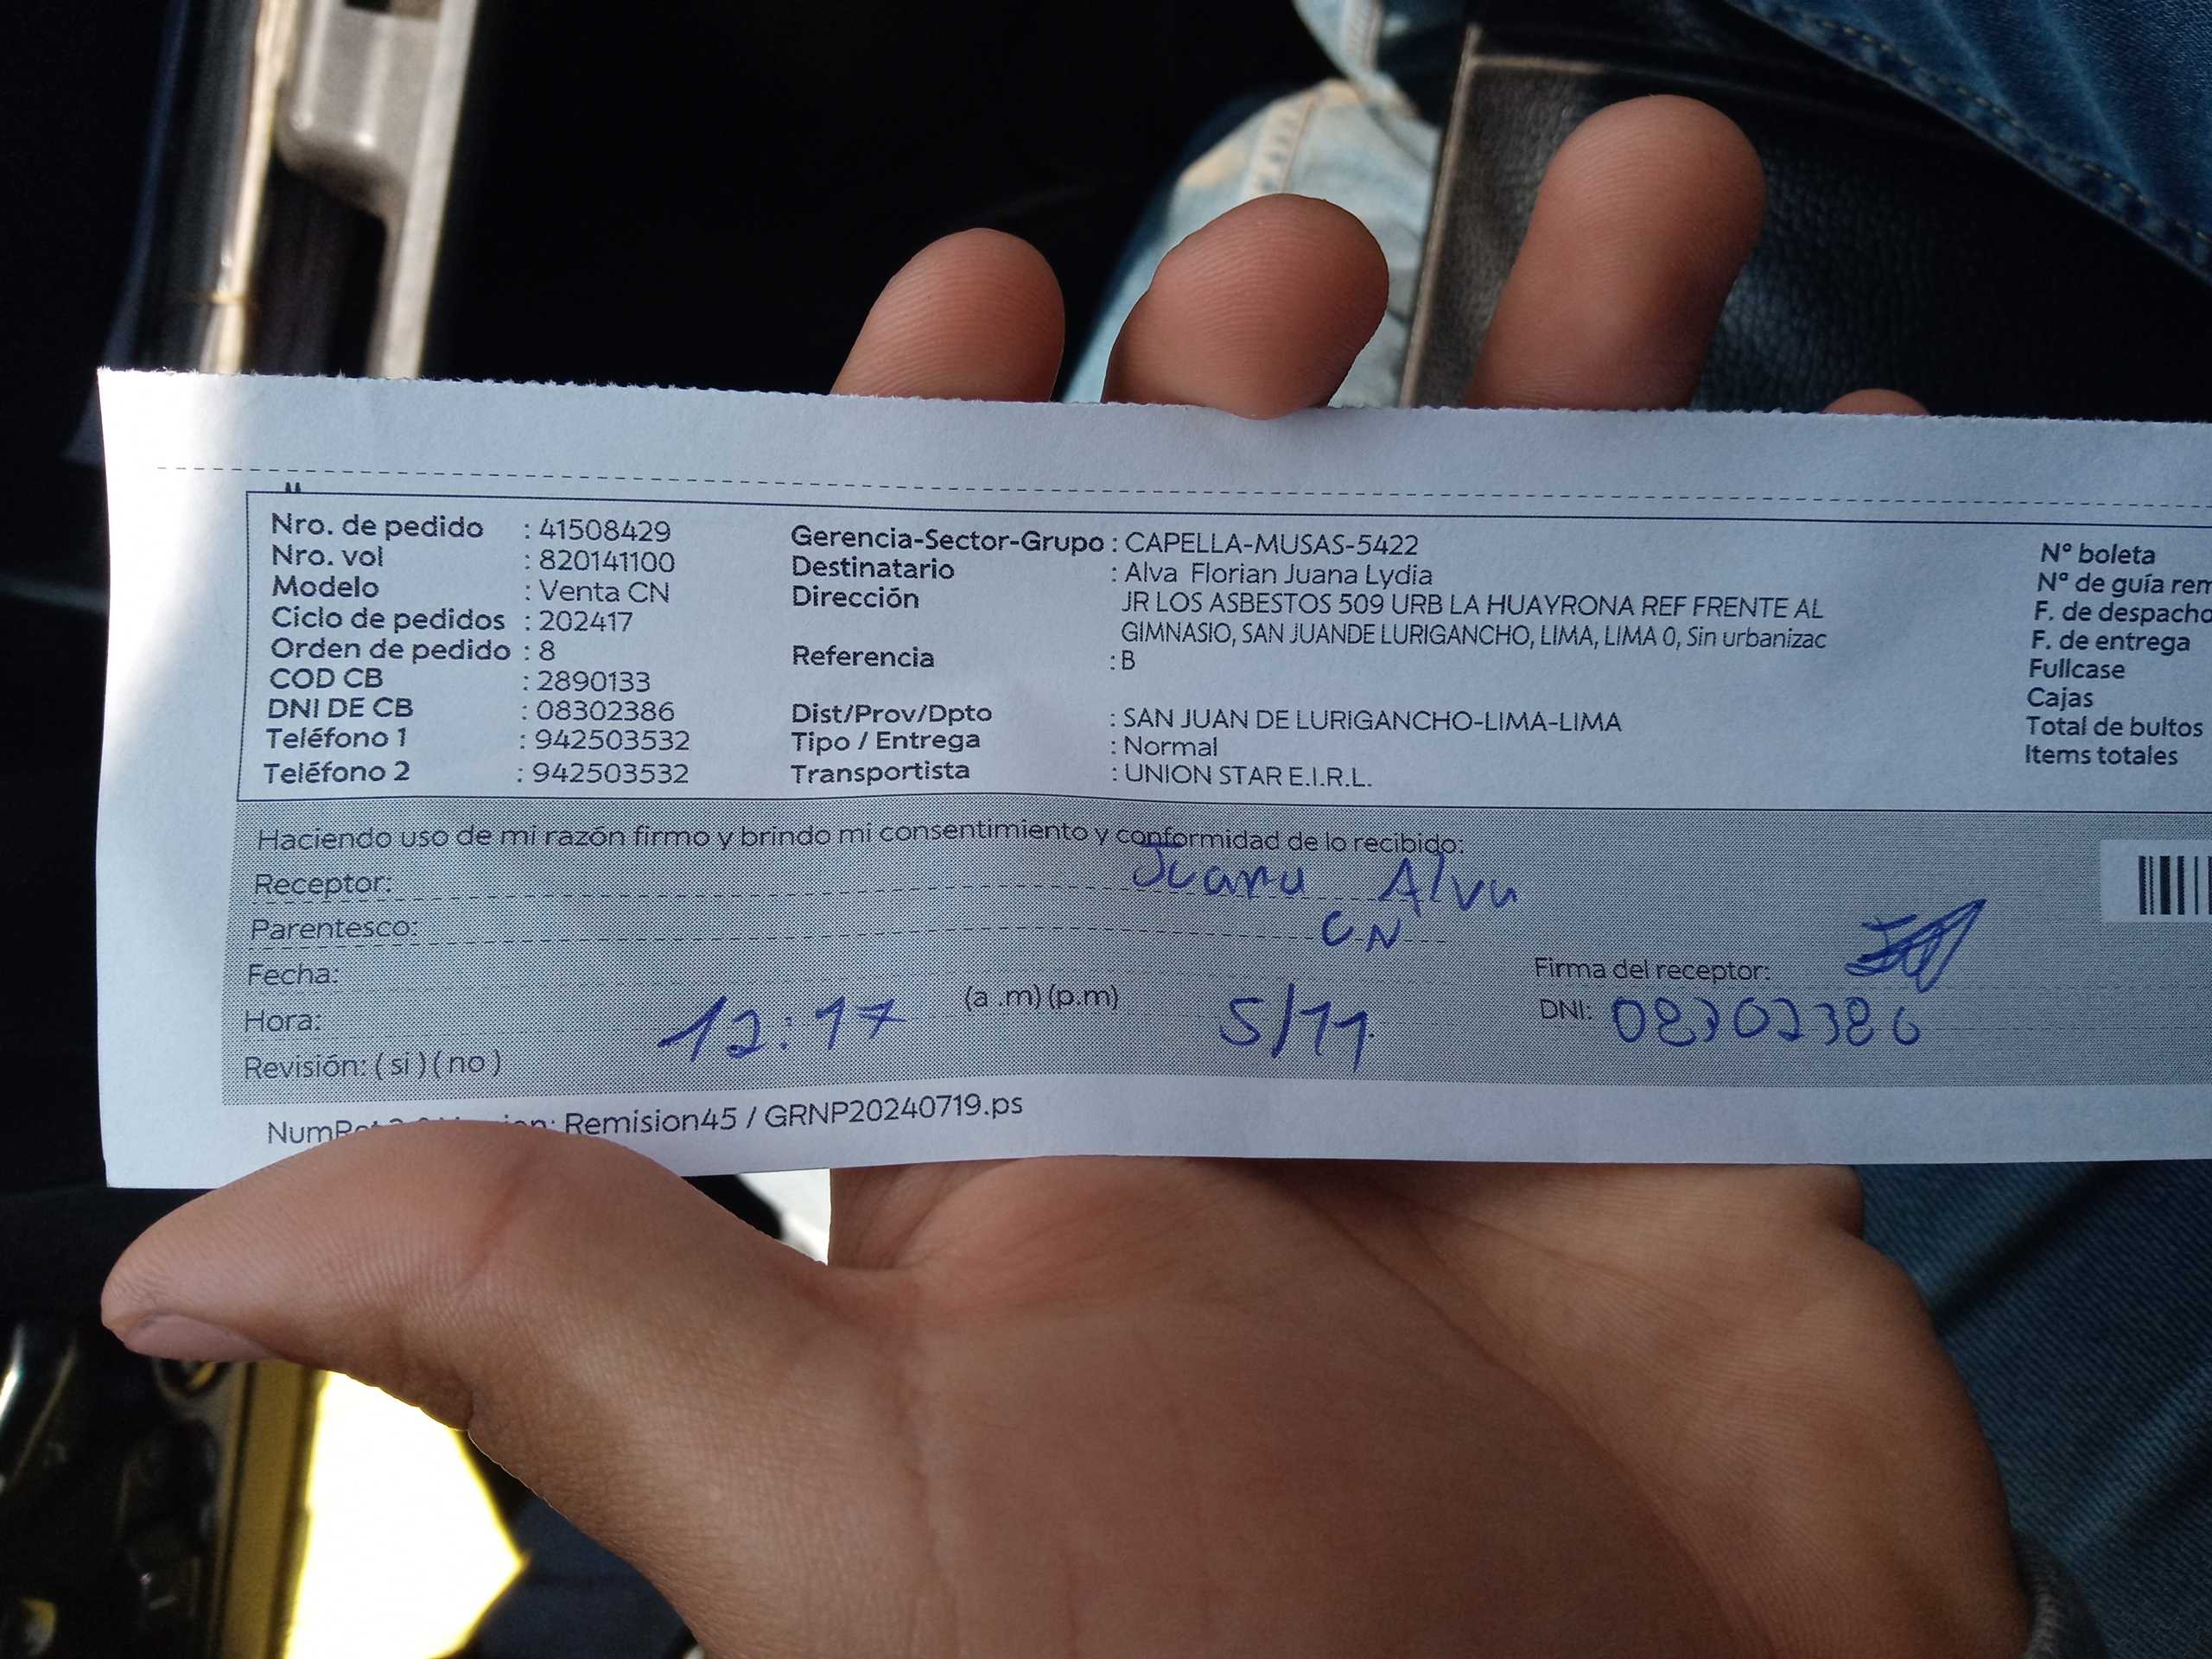 Nro. de pedido : 41508429
Nro. vol : 820141100
Modelo : Venta CN
Ciclo de pedidos : 202417
Orden de pedido : 8
COD CB : 2890133
DNI DE CB : 08302386
Teléfono 1 : 942503532
Teléfono 2 : 942503532
Gerencia-Sector-Grupo : CAPELLA-MUSAS-5422
Destinatario : Alva Florian Juana Lydia
Dirección JR LOS ASBESTOS 509 URB LA HUAYRONA REF FRENTE AL
GIMNASIO, SAN JUANDE LURIGANCHO, LIMA, LIMA 0, Sin urbanizac
Referencia : B
Dist/Prov/Dpto : SAN JUAN DE LURIGANCHO-LIMA-LIMA
Tipo / Entrega : Normal
Transportista : UNION STAR E.I.R.L.
Nº boleta
Nº de guía rem
F. de despacho
F. de entrega
Fullcase
Cajas
Total de bultos
Items totales
Haciendo uso de mi razón firmo y brindo mi consentimiento y conformidad de lo recibido:
Receptor: Juana Alva
Parentesco: CN
Fecha:
Firma del receptor:
Hora: 12:17 (a .m) (p.m) 5/11
DNI: 08302386
Revisión: ( si ) ( no )
Remision45 / GRNP20240719.ps